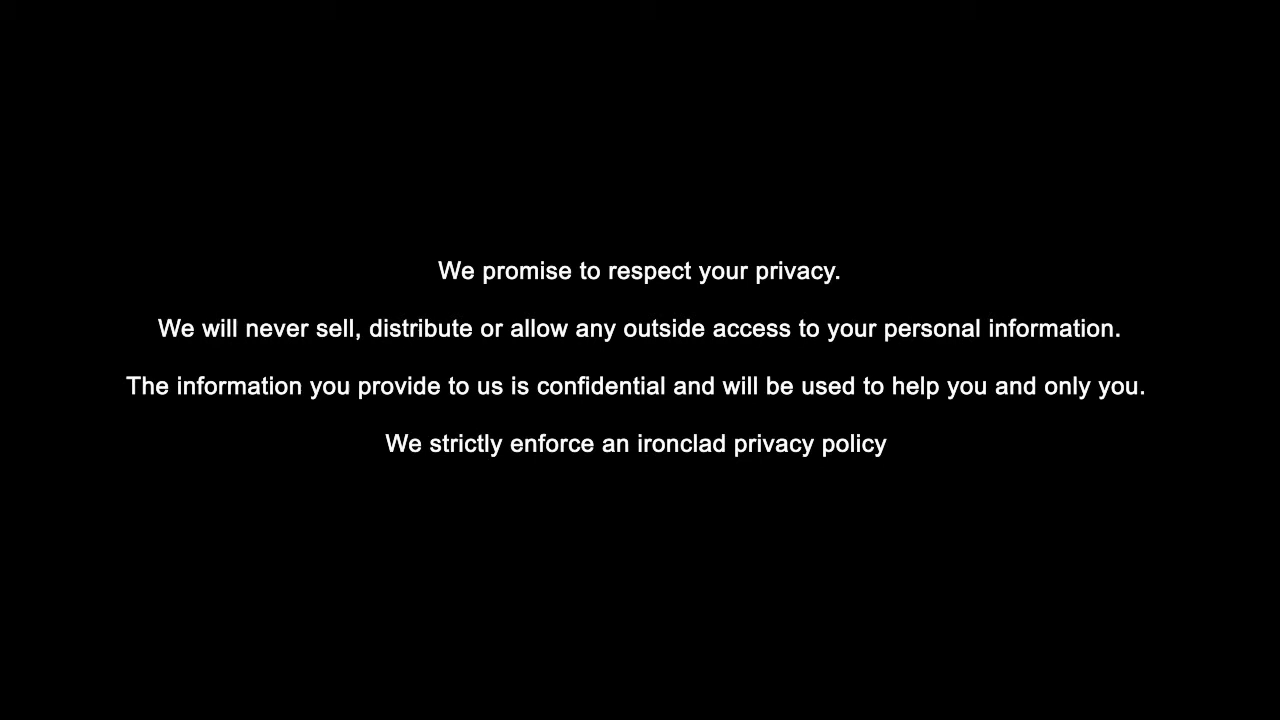 We promise to respect your privacy.
We will never sell, distribute or allow any outside access to your personal information.
The information you provide to us is confidential and will be used to help you and only you.
We strictly enforce an ironclad privacy policy